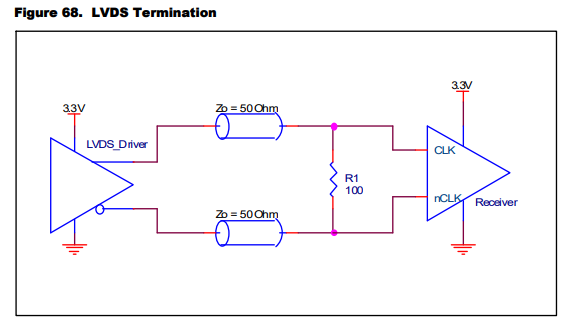 Figure 68. LVDS Termination
3.3V
3.3V
Zo = 50 Ohm
LVDS_Driver
CLK
R1
100
nCLK
Receiver
Zo = 50 Ohm